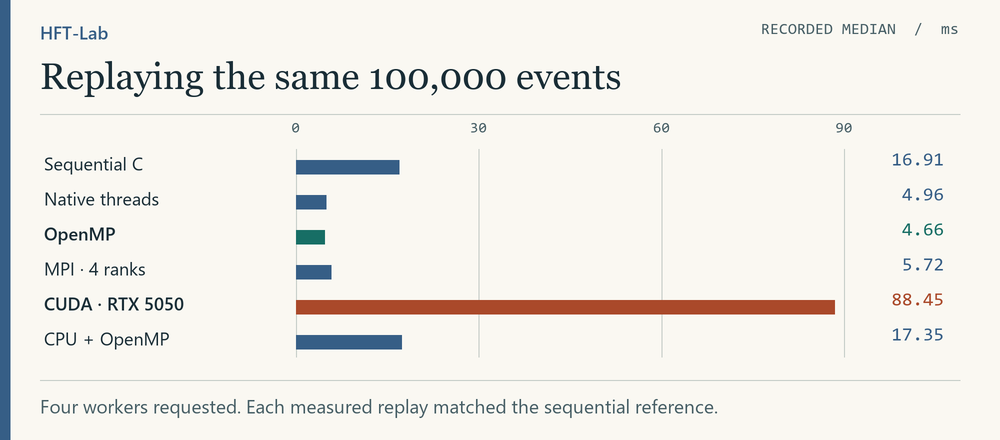 HFT-Lab
RECORDED MEDIAN / ms
Replaying the same 100,000 events
0 30 60 90
Sequential C 16.91
Native threads 4.96
OpenMP 4.66
MPI · 4 ranks 5.72
CUDA · RTX 5050 88.45
CPU + OpenMP 17.35
Four workers requested. Each measured replay matched the sequential reference.